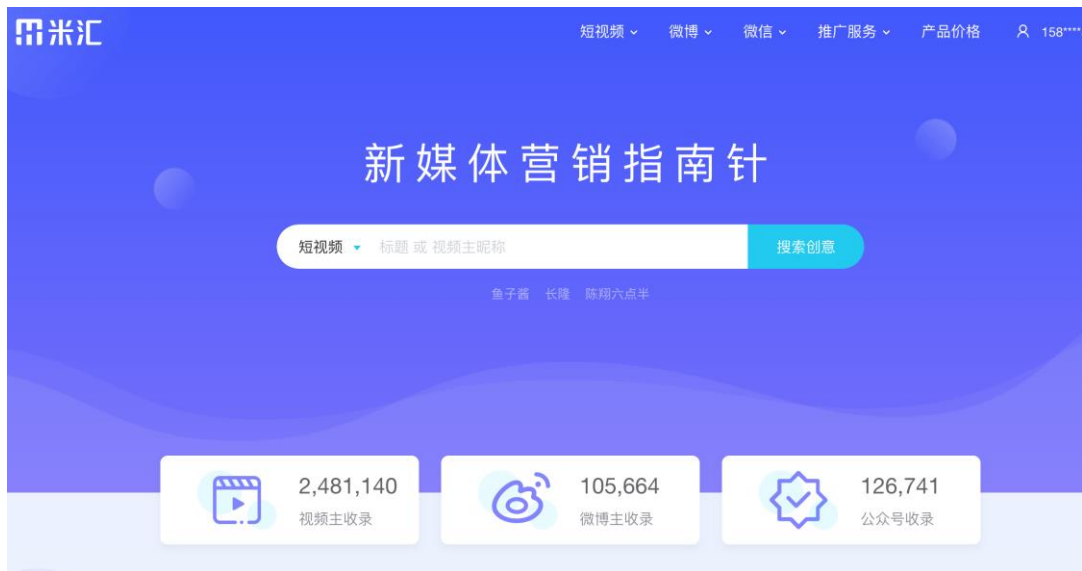 米汇 短视频 微博 微信 推广服务 产品价格 158****
新媒体营销指南针
短视频 标题 或 视频主昵称 搜索创意
鱼子酱 长隆 陈翔六点半
2,481,140 105,664 126,741
视频主收录 微博主收录 公众号收录